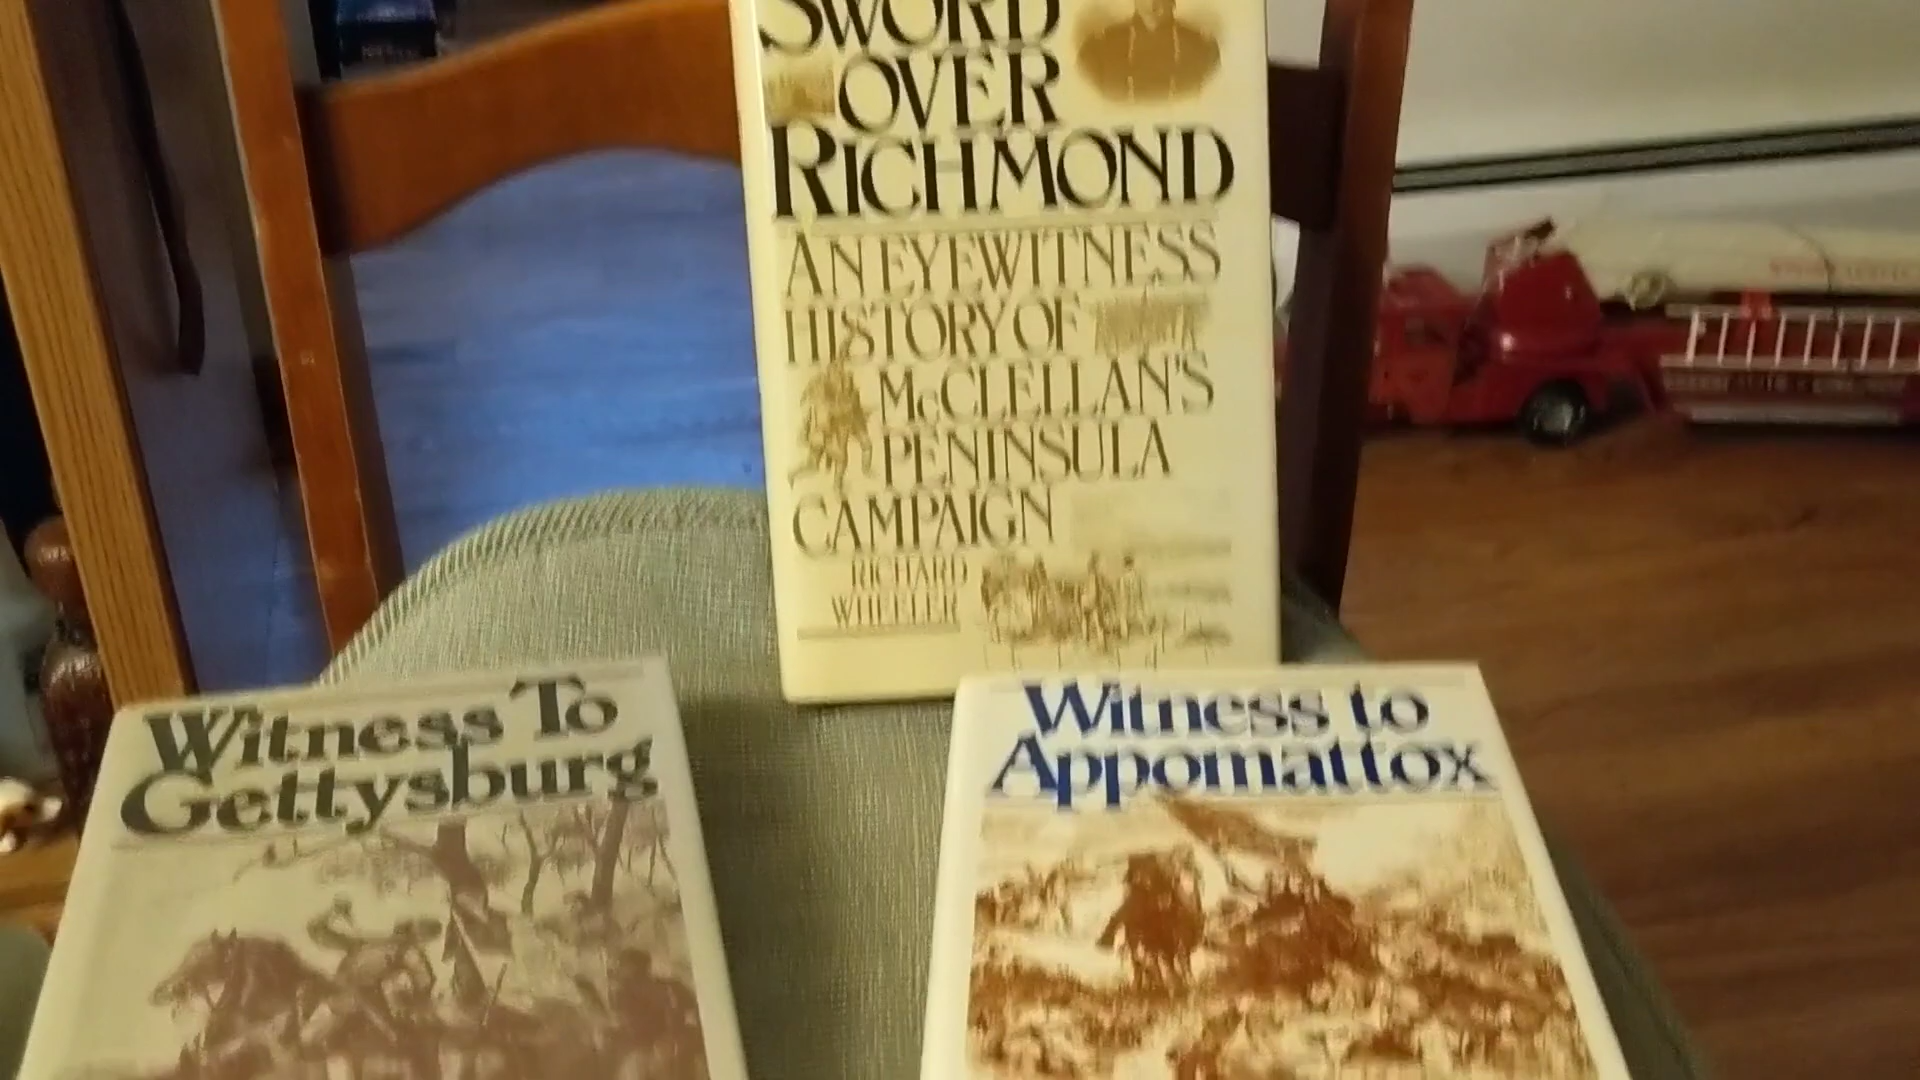 SWORD
OVER
RICHMOND
AN EYEWITNESS
HISTORY OF
McCLELLAN'S
PENINSULA
CAMPAIGN
RICHARD
WHEELER
Witness To
Gettysburg
Witness to
Appomattox